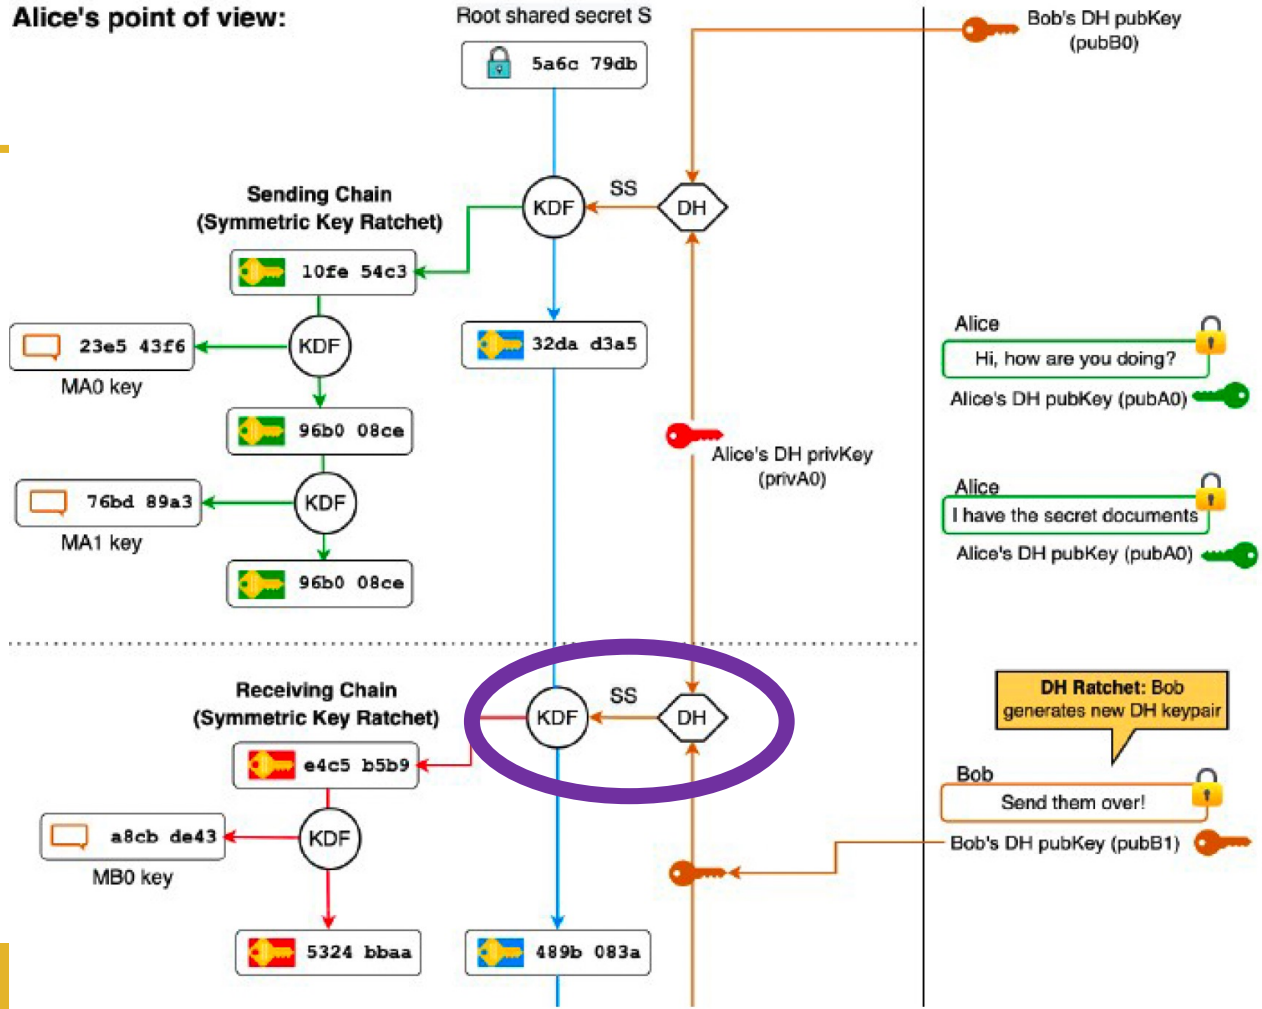 Alice's point of view:
Root shared secret S
5a6c 79db
Bob's DH pubKey
(pubB0)
Sending Chain
(Symmetric Key Ratchet)
KDF
SS
DH
10fe 54c3
23e5 43f6
MA0 key
KDF
32da d3a5
96b0 08ce
Alice's DH privKey
(privA0)
76bd 89a3
MA1 key
KDF
96b0 08ce
Alice
Hi, how are you doing?
Alice's DH pubKey (pubA0)
Alice
I have the secret documents
Alice's DH pubKey (pubA0)
Receiving Chain
(Symmetric Key Ratchet)
KDF
SS
DH
e4c5 b5b9
a8cb de43
MB0 key
KDF
5324 bbaa
489b 083a
DH Ratchet: Bob
generates new DH keypair
Bob
Send them over!
Bob's DH pubKey (pubB1)